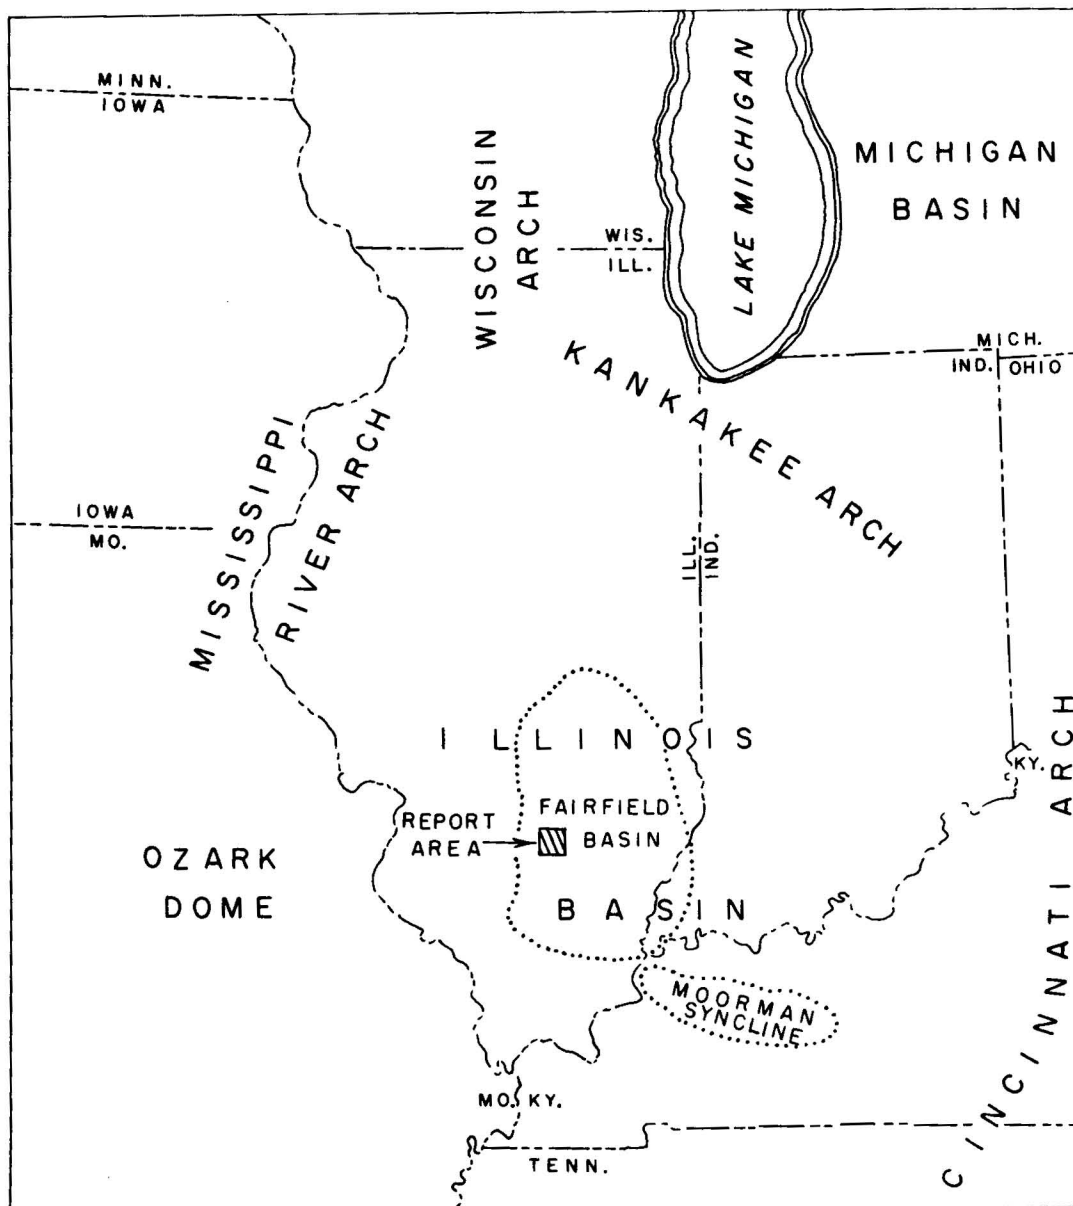 MINN.
IOWA
WISCONSIN
ARCH
WIS.
ILL.
LAKE MICHIGAN
MICHIGAN
BASIN
KANKAKEE ARCH
MICH.
IND.
OHIO
MISSISSIPPI
RIVER ARCH
IOWA
MO.
ILL.
IND.
ILLINOIS
BASIN
FAIRFIELD
BASIN
REPORT
AREA
OZARK
DOME
KY.
CINCINNATI ARCH
MOORMAN
SYNCLINE
MO.
KY.
TENN.